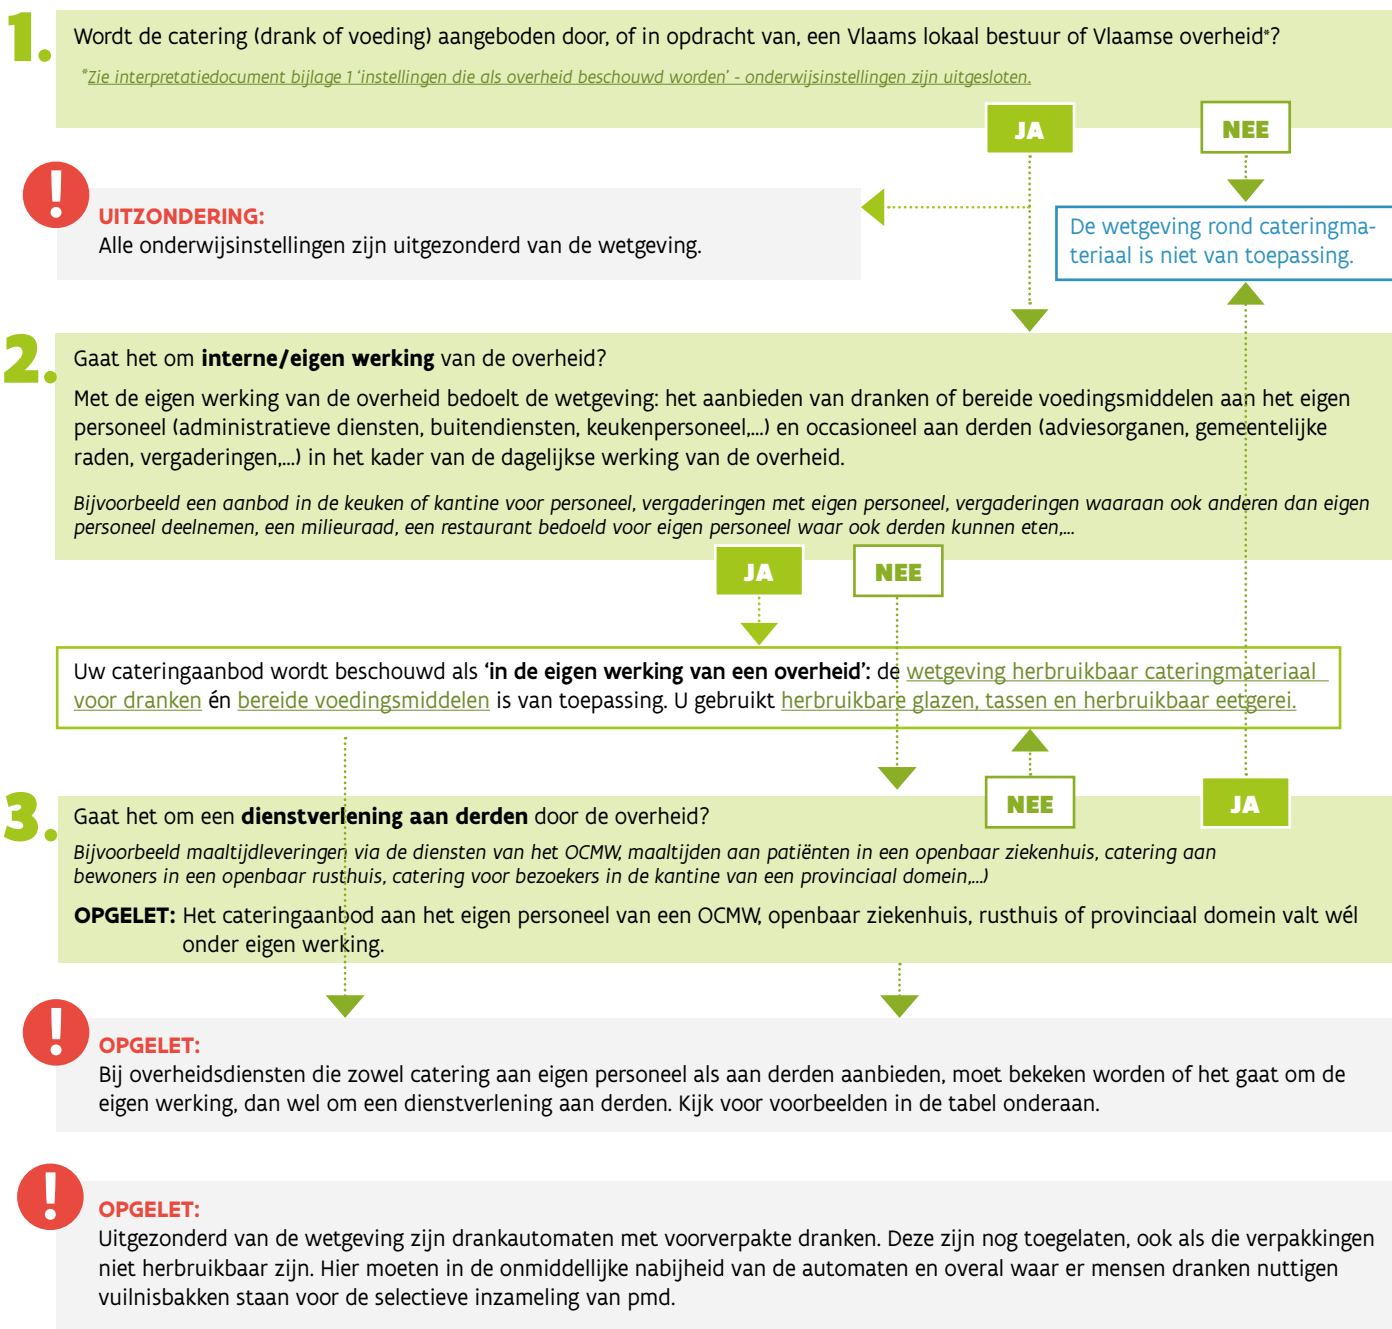 1.
Wordt de catering (drank of voeding) aangeboden door, of in opdracht van, een Vlaams lokaal bestuur of Vlaamse overheid*?
*Zie interpretatiedocument bijlage 1 ‘instellingen die als overheid beschouwd worden’ - onderwijsinstellingen zijn uitgesloten.
JA
NEE
!
UITZONDERING:
Alle onderwijsinstellingen zijn uitgezonderd van de wetgeving.
De wetgeving rond cateringma-
teriaal is niet van toepassing.
2.
Gaat het om interne/eigen werking van de overheid?
Met de eigen werking van de overheid bedoelt de wetgeving: het aanbieden van dranken of bereide voedingsmiddelen aan het eigen
personeel (administratieve diensten, buitendiensten, keukenpersoneel,...) en occasioneel aan derden (adviesorganen, gemeentelijke
raden, vergaderingen,...) in het kader van de dagelijkse werking van de overheid.
Bijvoorbeeld een aanbod in de keuken of kantine voor personeel, vergaderingen met eigen personeel, vergaderingen waaraan ook anderen dan eigen
personeel deelnemen, een milieuraad, een restaurant bedoeld voor eigen personeel waar ook derden kunnen eten,...
JA
NEE
Uw cateringaanbod wordt beschouwd als ‘in de eigen werking van een overheid’: de wetgeving herbruikbaar cateringmateriaal
voor dranken én bereide voedingsmiddelen is van toepassing. U gebruikt herbruikbare glazen, tassen en herbruikbaar eetgerei.
NEE
JA
3.
Gaat het om een dienstverlening aan derden door de overheid?
Bijvoorbeeld maaltijdleveringen via de diensten van het OCMW, maaltijden aan patiënten in een openbaar ziekenhuis, catering aan
bewoners in een openbaar rusthuis, catering voor bezoekers in de kantine van een provinciaal domein,...)
OPGELET: Het cateringaanbod aan het eigen personeel van een OCMW, openbaar ziekenhuis, rusthuis of provinciaal domein valt wél
onder eigen werking.
!
OPGELET:
Bij overheidsdiensten die zowel catering aan eigen personeel als aan derden aanbieden, moet bekeken worden of het gaat om de
eigen werking, dan wel om een dienstverlening aan derden. Kijk voor voorbeelden in de tabel onderaan.
!
OPGELET:
Uitgezonderd van de wetgeving zijn drankautomaten met voorverpakte dranken. Deze zijn nog toegelaten, ook als die verpakkingen
niet herbruikbaar zijn. Hier moeten in de onmiddellijke nabijheid van de automaten en overal waar er mensen dranken nuttigen
vuilnisbakken staan voor de selectieve inzameling van pmd.